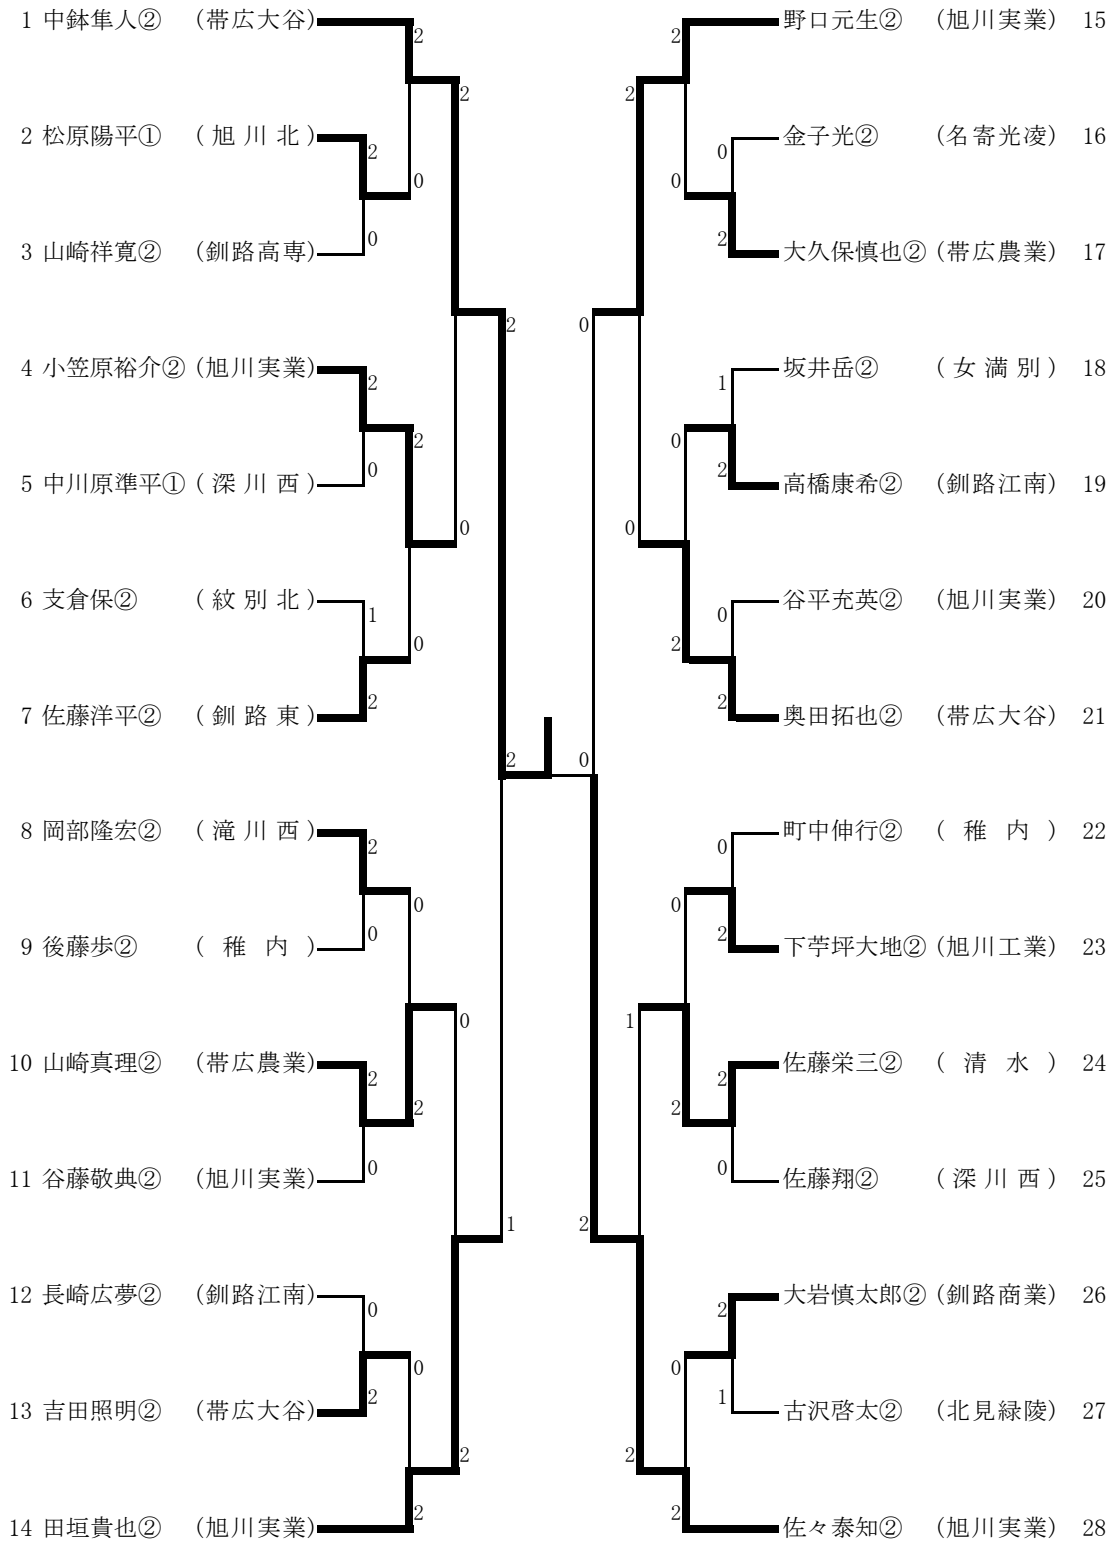 1 中鉢隼人② (帯広大谷) 野口元生② (旭川実業) 15
2 2
2 2
2 松原陽平① (旭川北) 金子光② (名寄光凌) 16
2 0
0 0
3 山崎祥寛② (釧路高専) 大久保慎也② (帯広農業) 17
0 2
2 0
4 小笠原裕介② (旭川実業) 坂井岳② (女満別) 18
2 1
2 0
5 中川原準平① (深川西) 高橋康希② (釧路江南) 19
0 2
0 0
6 支倉保② (紋別北) 谷平充英② (旭川実業) 20
1 0
0 2
7 佐藤洋平② (釧路東) 奥田拓也② (帯広大谷) 21
2 2
2 0
8 岡部隆宏② (滝川西) 町中伸行② (稚内) 22
2 0
0 0
9 後藤歩② (稚内) 下苧坪大地② (旭川工業) 23
0 2
0 1
10 山崎真理② (帯広農業) 佐藤栄三② (清水) 24
2 2
2 2
11 谷藤敬典② (旭川実業) 佐藤翔② (深川西) 25
0 0
1 2
12 長崎広夢② (釧路江南) 大岩慎太郎② (釧路商業) 26
0 2
0 0
13 吉田照明② (帯広大谷) 古沢啓太② (北見緑陵) 27
2 1
2 2
14 田垣貴也② (旭川実業) 佐々泰知② (旭川実業) 28
2 2